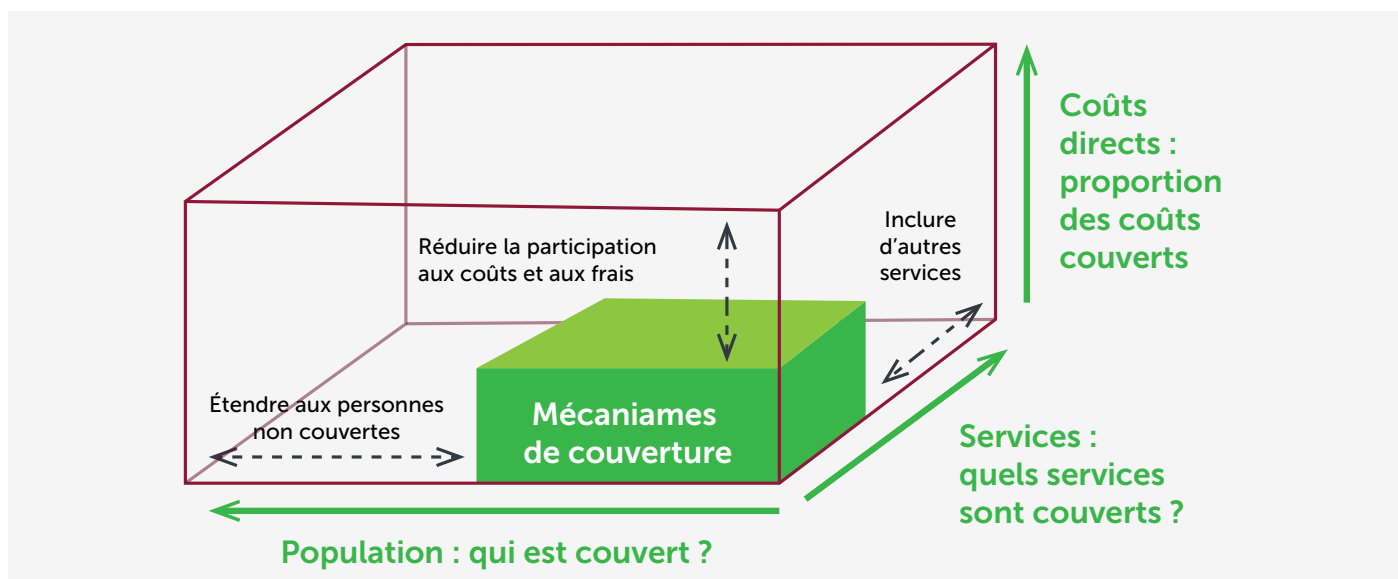 Coûts
directs :
proportion
des coûts
couverts
Inclure
d'autres
services
Réduire la participation
aux coûts et aux frais
Étendre aux personnes
non couvertes
Mécaniames
de couverture
Services :
quels services
sont couverts ?
Population : qui est couvert ?